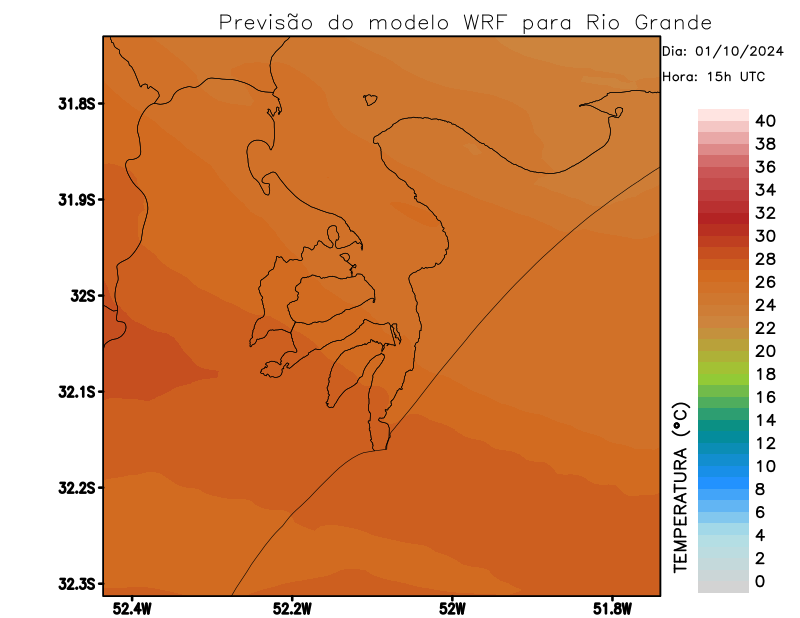 Previsão do modelo WRF para Rio Grande
Dia: 01/10/2024
Hora: 15h UTC
31.8S
31.9S
32S
32.1S
32.2S
32.3S
52.4W
52.2W
52W
51.8W
TEMPERATURA (°C)
40
38
36
34
32
30
28
26
24
22
20
18
16
14
12
10
8
6
4
2
0